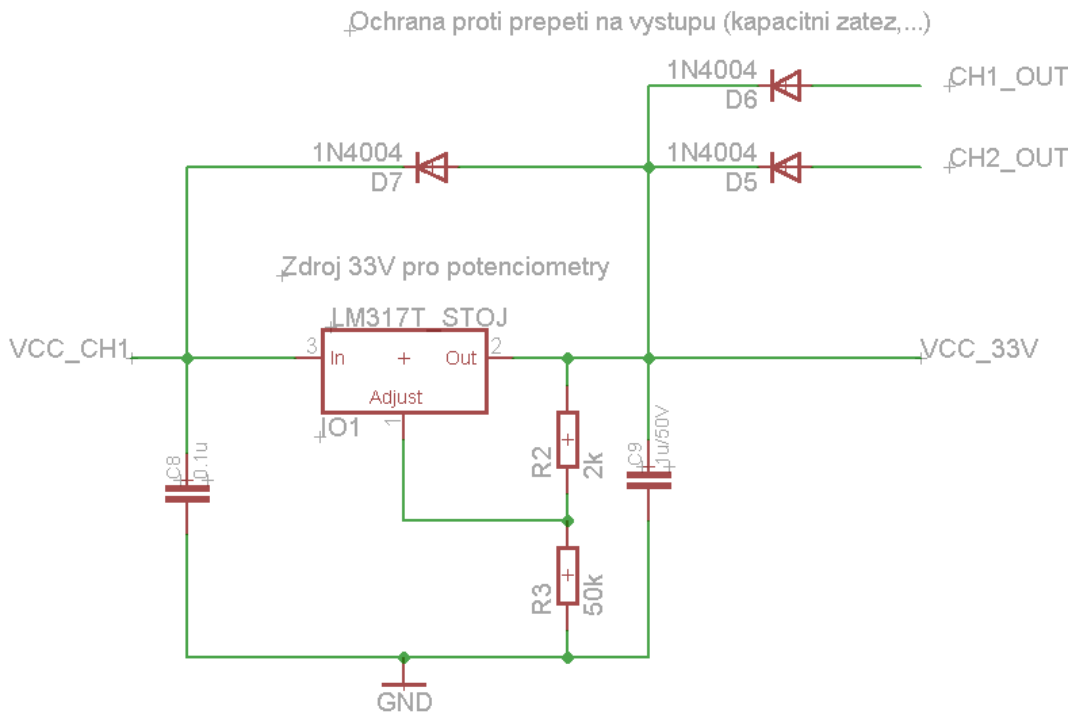 Ochrana proti prepeti na vystupu (kapacitni zatez,...)
1N4004
D6
CH1_OUT
1N4004
D7
1N4004
D5
CH2_OUT
Zdroj 33V pro potenciometry
LM317T_STOJ
VCC_CH1
3
In
Out
2
VCC_33V
Adjust
1
IO1
C8
0.1u
R2
2k
C9
1u/50V
R3
50k
GND